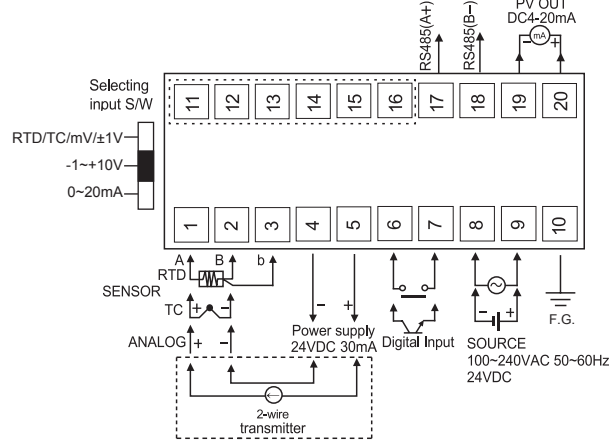 PV OUT
DC4-20mA
RS485(A+)
RS485(B−)
− mA +
Selecting
input S/W
11 12 13 14 15 16 17 18 19 20
RTD/TC/mV/±1V
-1~+10V
0~20mA
1 2 3 4 5 6 7 8 9 10
A B b
RTD
SENSOR
TC + −
− +
ANALOG + −
Power supply
24VDC 30mA
Digital Input
− +
F.G.
SOURCE
100~240VAC 50~60Hz
24VDC
2-wire
transmitter